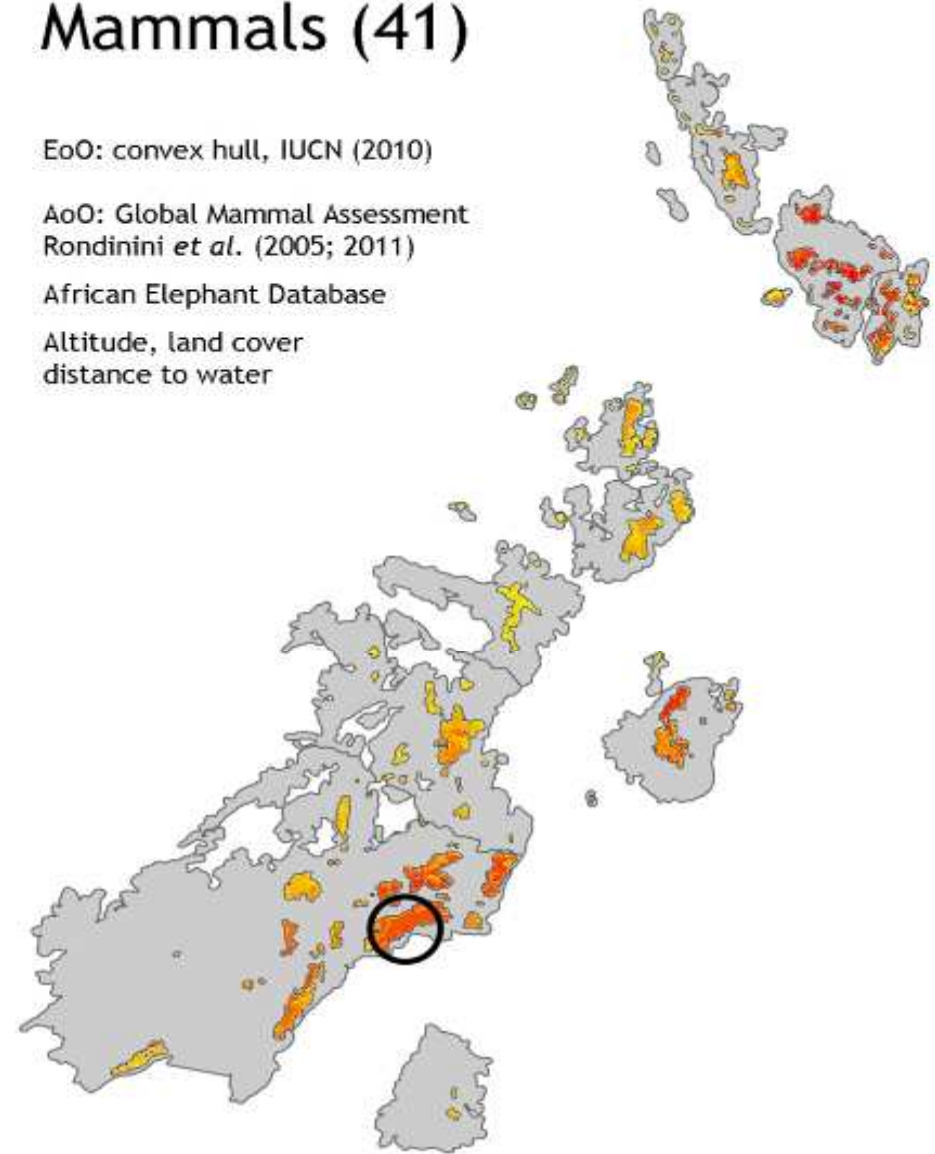 Mammals (41)
EoO: convex hull, IUCN (2010)
AoO: Global Mammal Assessment
Rondinini et al. (2005; 2011)
African Elephant Database
Altitude, land cover
distance to water